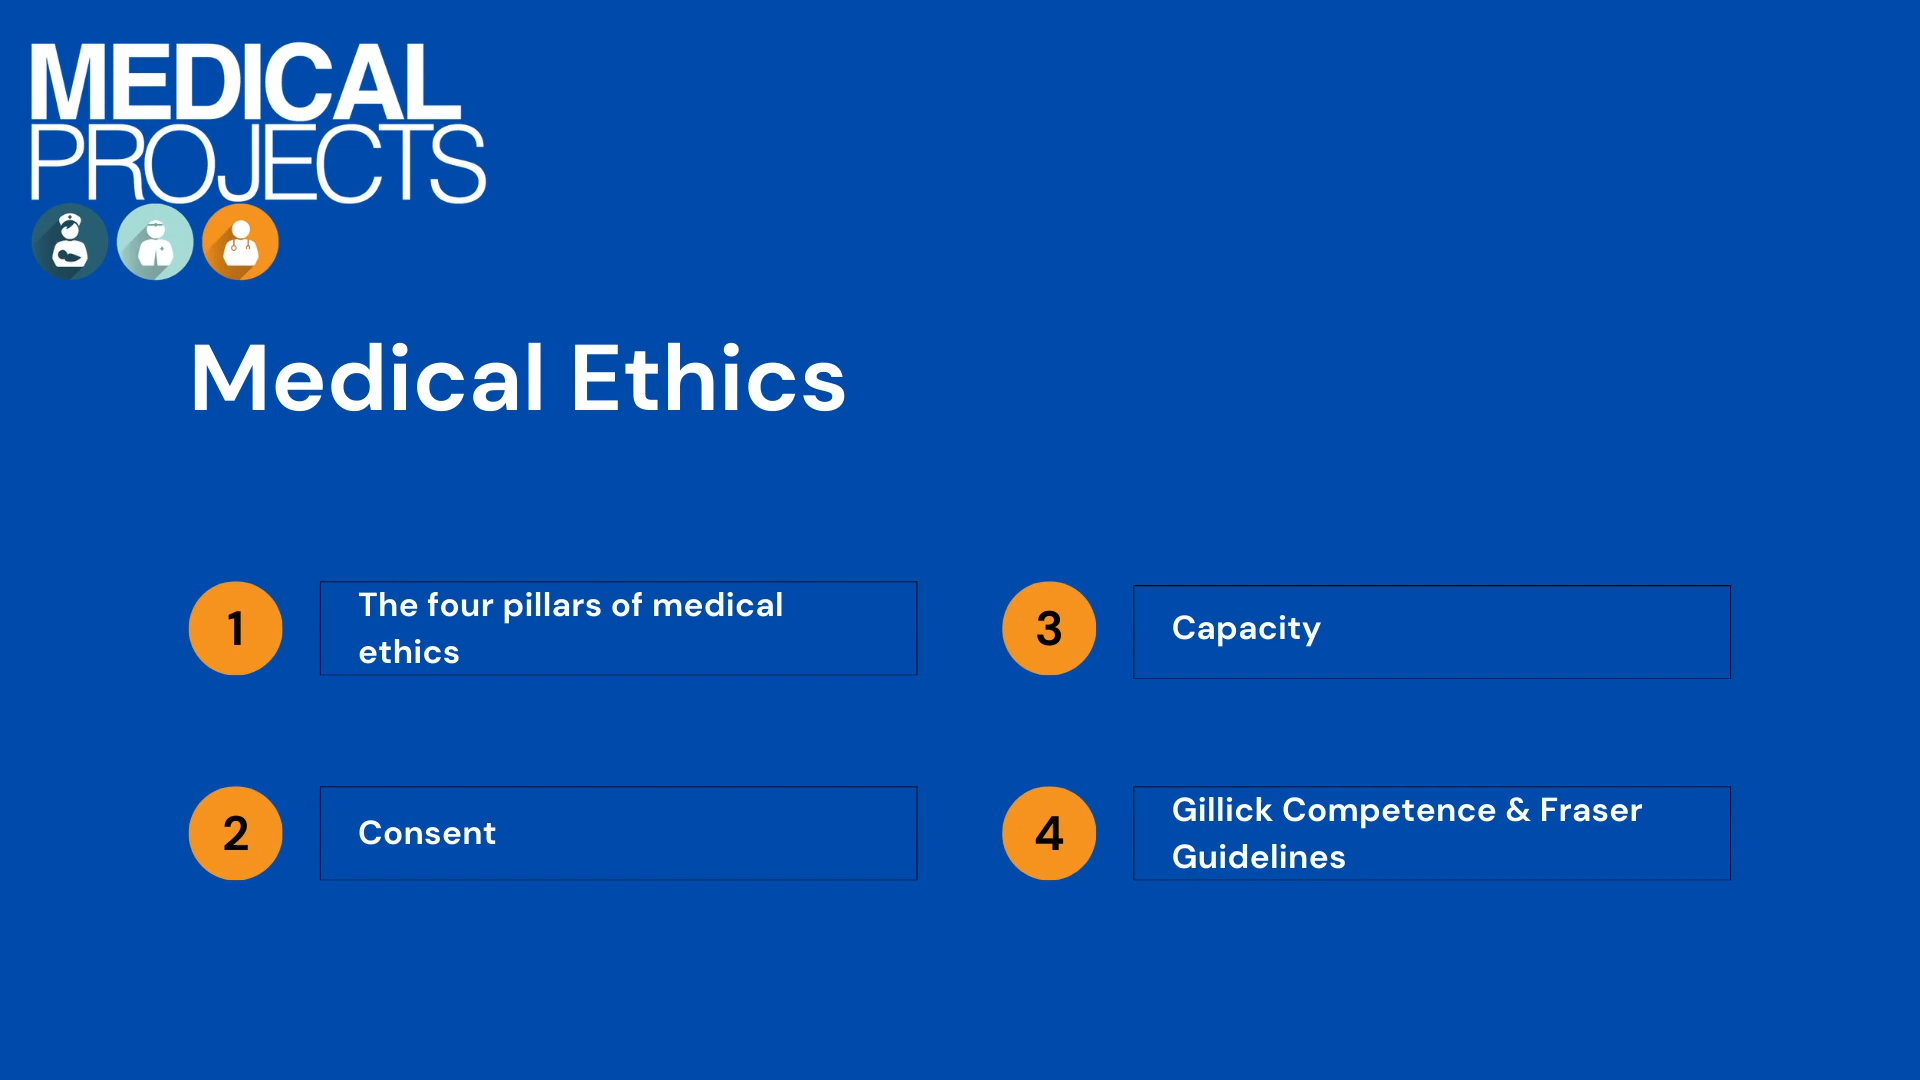 MEDICAL
PROJECTS
Medical Ethics
1
The four pillars of medical
ethics
2
Consent
3
Capacity
4
Gillick Competence & Fraser
Guidelines